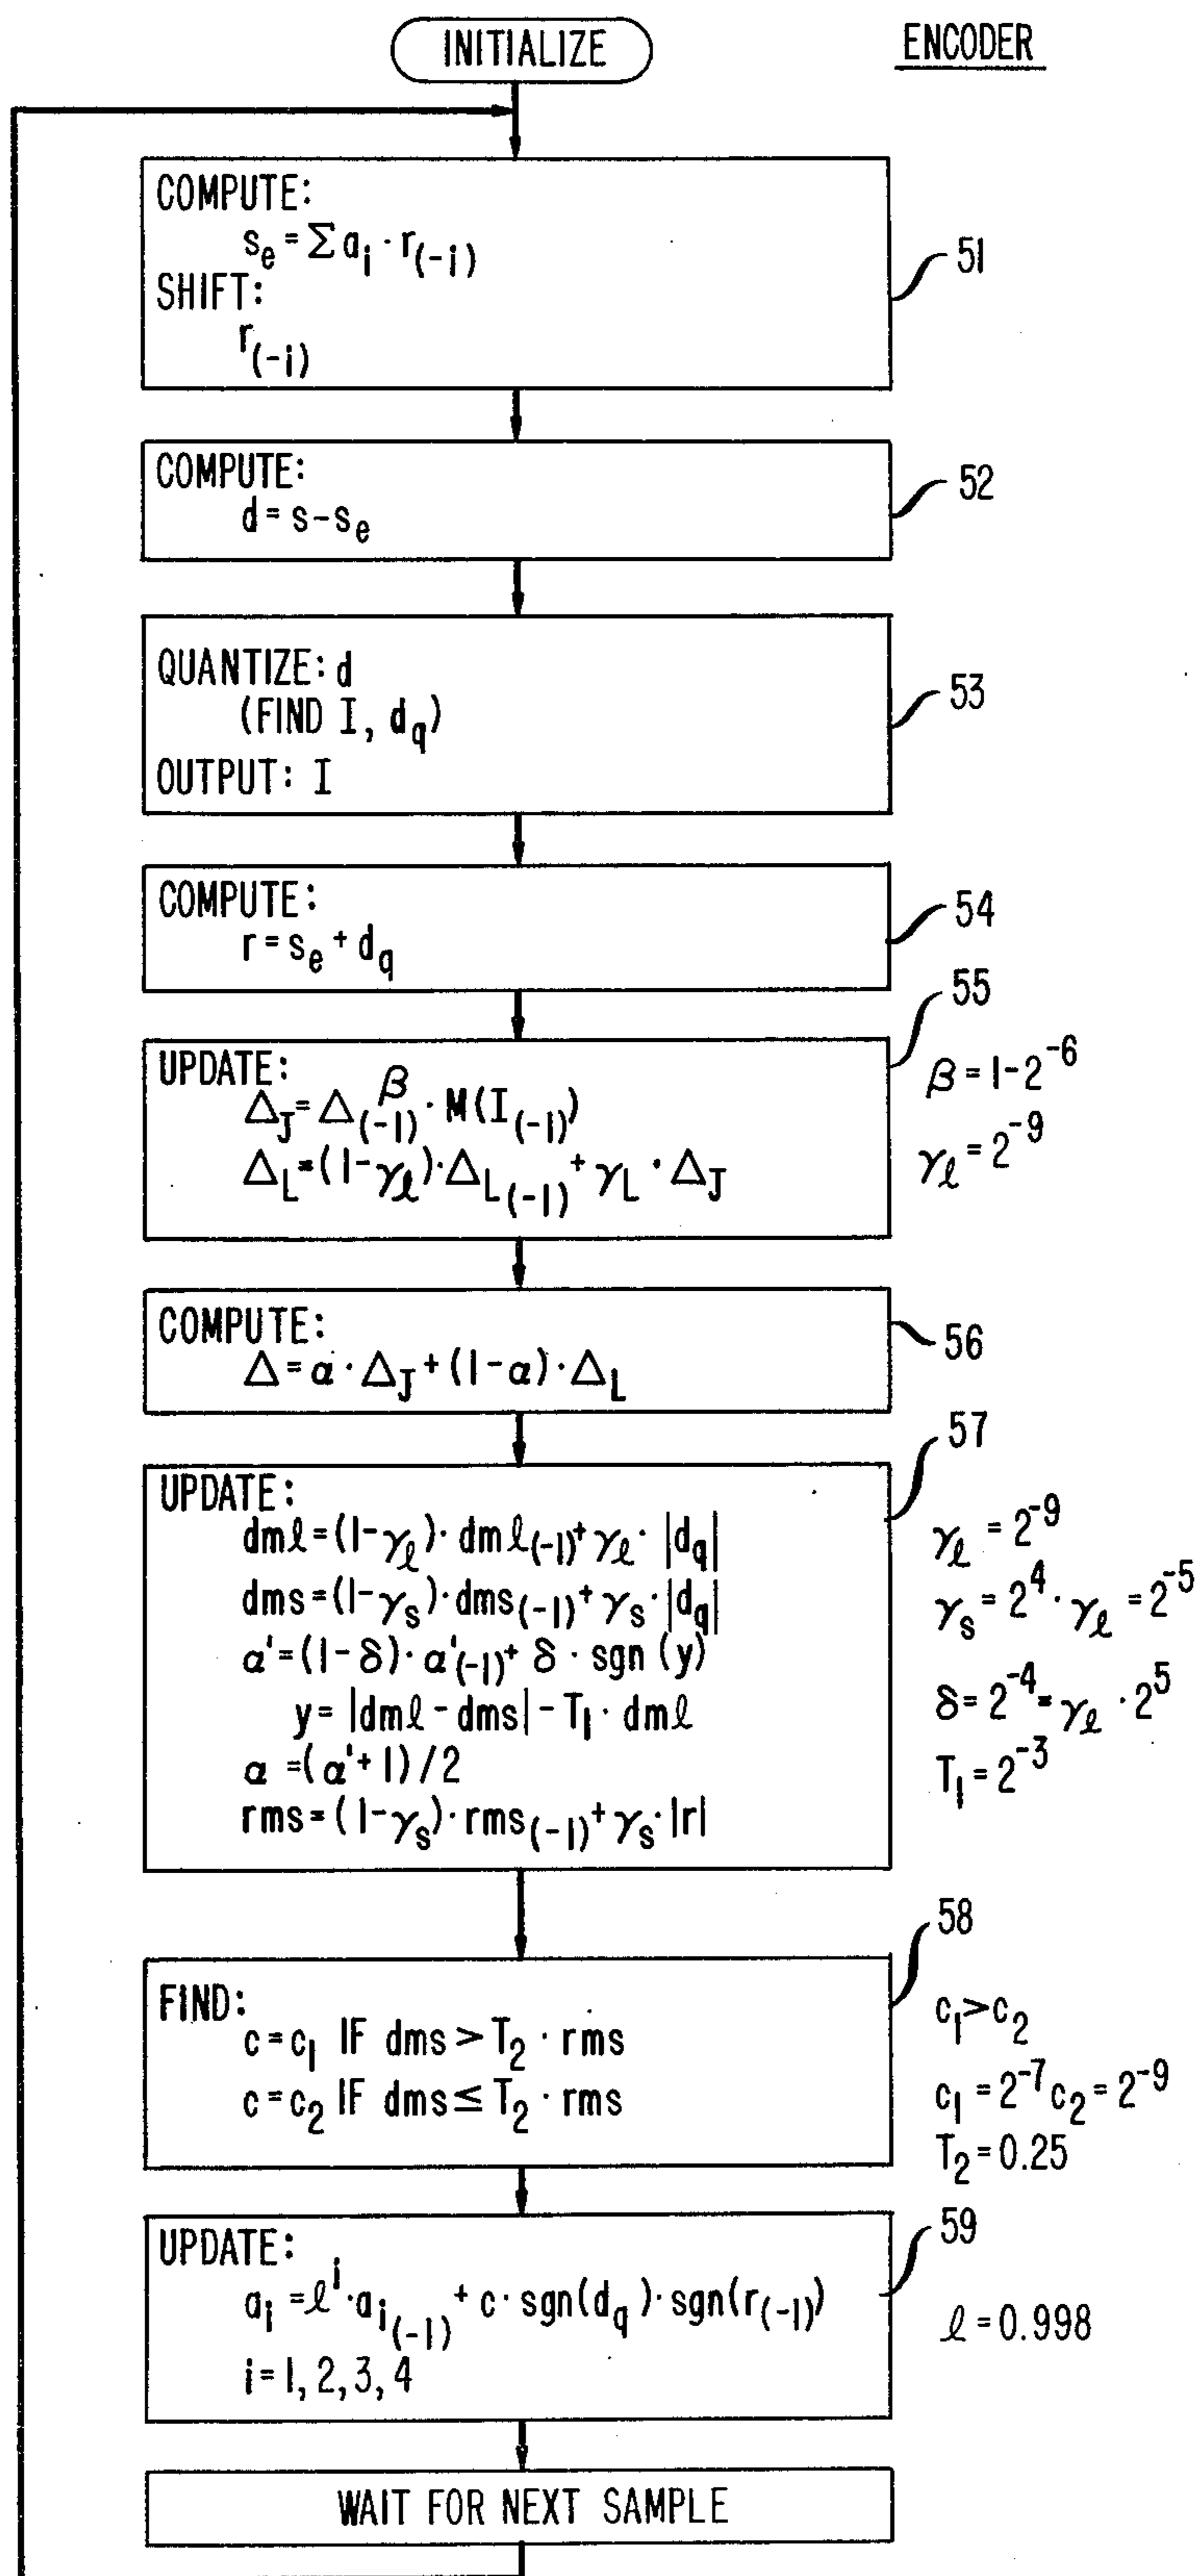 INITIALIZE
ENCODER
COMPUTE:
s_e = Σ a_i · r_(-i)
SHIFT:
r_(-i)
51
COMPUTE:
d = s - s_e
52
QUANTIZE: d
(FIND I, d_q)
OUTPUT: I
53
COMPUTE:
r = s_e + d_q
54
55
UPDATE:
Δ_J = Δ_(-1)^β · M(I_(-1))
Δ_L = (1-γ_ℓ) · Δ_L(-1) + γ_L · Δ_J
β = 1-2^-6
γ_ℓ = 2^-9
COMPUTE:
Δ = α · Δ_J + (1-α) · Δ_L
56
57
UPDATE:
dmℓ = (1-γ_ℓ) · dmℓ_(-1) + γ_ℓ · |d_q|
dms = (1-γ_s) · dms_(-1) + γ_s · |d_q|
α' = (1-δ) · α'_(-1) + δ · sgn (y)
y = |dmℓ - dms| - T_1 · dmℓ
α = (α' + 1) / 2
rms = (1-γ_s) · rms_(-1) + γ_s · |r|
γ_ℓ = 2^-9
γ_s = 2^4 · γ_ℓ = 2^-5
δ = 2^-4 = γ_ℓ · 2^5
T_1 = 2^-3
58
FIND:
c = c_1 IF dms > T_2 · rms
c = c_2 IF dms ≤ T_2 · rms
c_1 > c_2
c_1 = 2^-7 c_2 = 2^-9
T_2 = 0.25
59
UPDATE:
a_i = ℓ^i · a_i(-1) + c · sgn(d_q) · sgn(r_(-1))
i = 1, 2, 3, 4
ℓ = 0.998
WAIT FOR NEXT SAMPLE